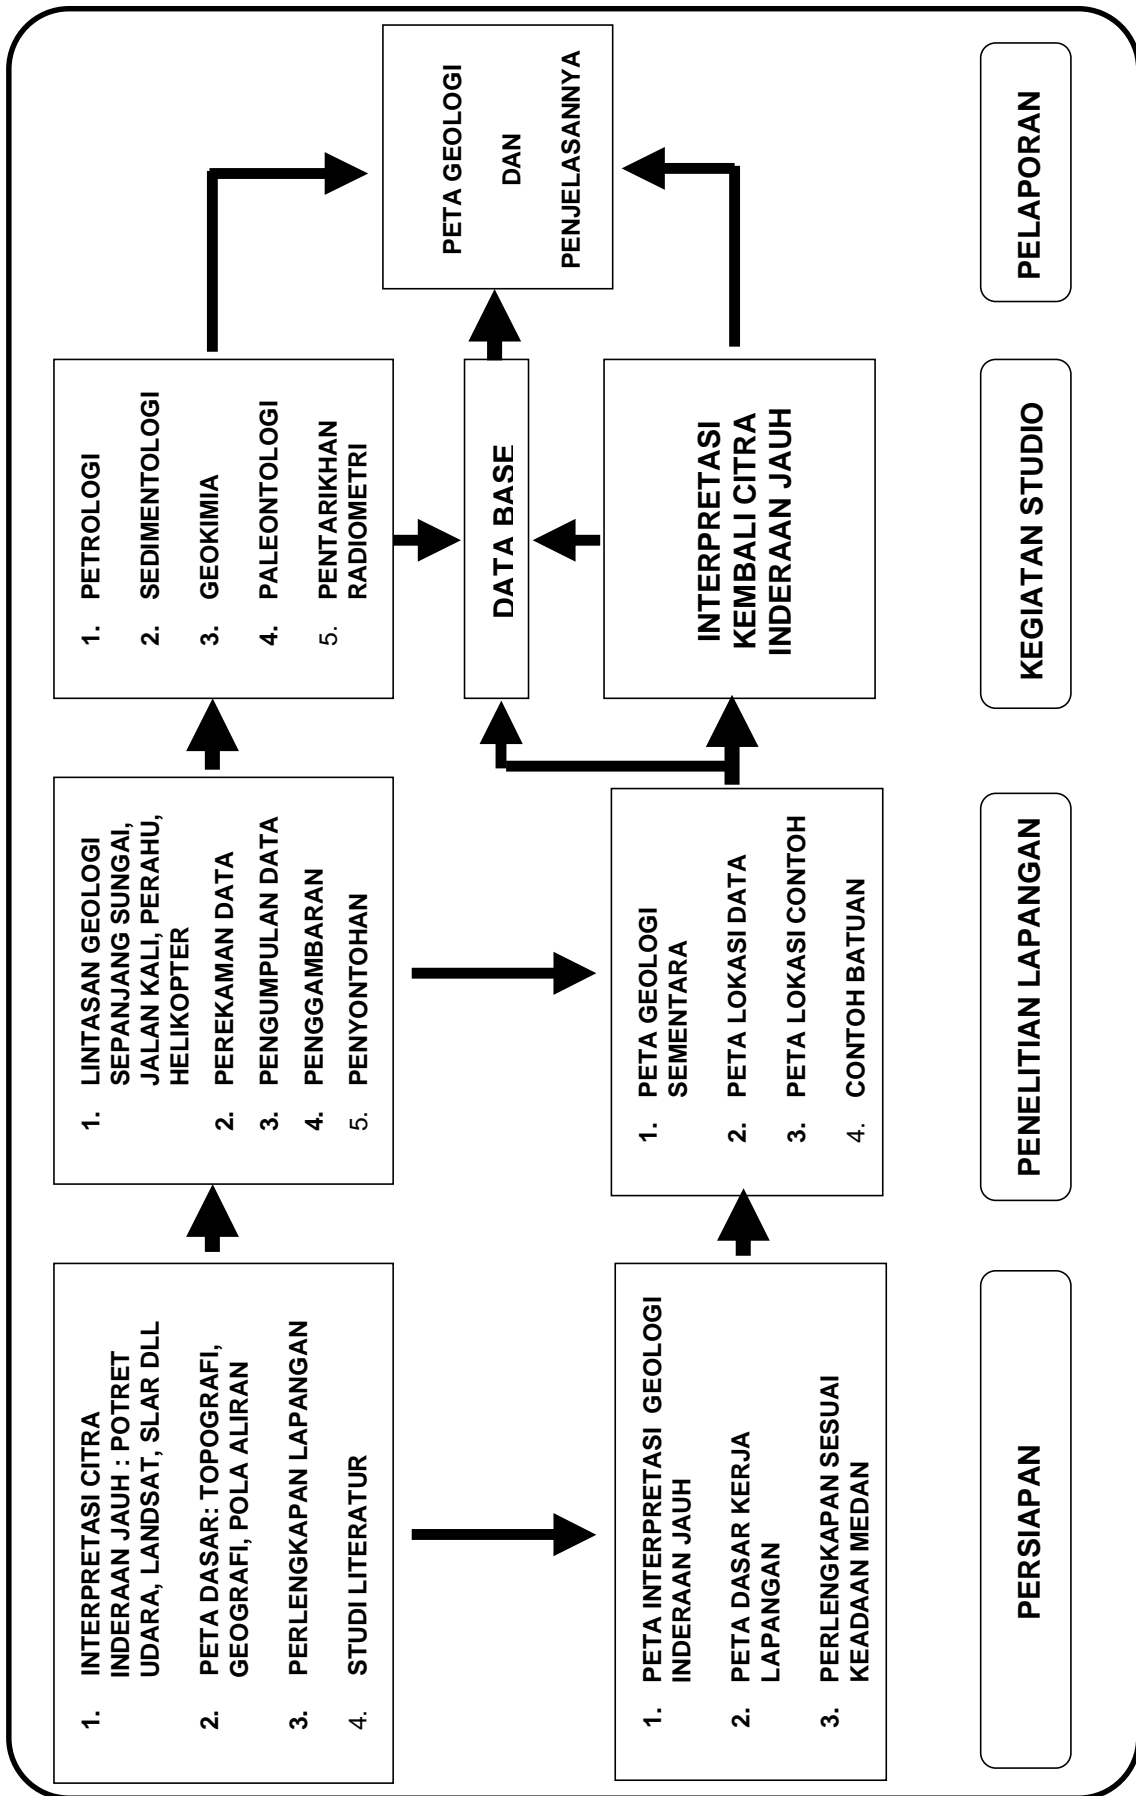 1. INTERPRETASI CITRA
INDERAAN JAUH : POTRET
UDARA, LANDSAT, SLAR DLL
2. PETA DASAR: TOPOGRAFI,
GEOGRAFI, POLA ALIRAN
3. PERLENGKAPAN LAPANGAN
4. STUDI LITERATUR
1. LINTASAN GEOLOGI
SEPANJANG SUNGAI,
JALAN KALI, PERAHU,
HELIKOPTER
2. PEREKAMAN DATA
3. PENGUMPULAN DATA
4. PENGGAMBARAN
5. PENYONTOHAN
1. PETROLOGI
2. SEDIMENTOLOGI
3. GEOKIMIA
4. PALEONTOLOGI
5. PENTARIKHAN
RADIOMETRI
DATA BASE
PETA GEOLOGI
DAN
PENJELASANNYA
1. PETA INTERPRETASI GEOLOGI
INDERAAN JAUH
2. PETA DASAR KERJA
LAPANGAN
3. PERLENGKAPAN SESUAI
KEADAAN MEDAN
1. PETA GEOLOGI
SEMENTARA
2. PETA LOKASI DATA
3. PETA LOKASI CONTOH
4. CONTOH BATUAN
INTERPRETASI
KEMBALI CITRA
INDERAAN JAUH
PERSIAPAN
PENELITIAN LAPANGAN
KEGIATAN STUDIO
PELAPORAN